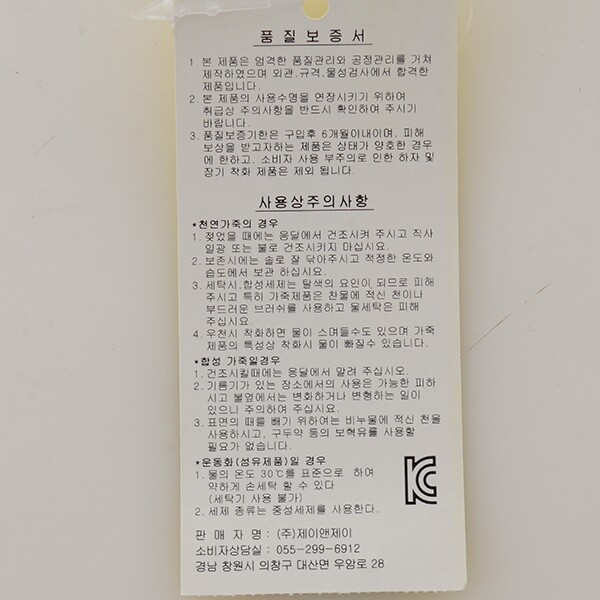 품 질 보 증 서
1 본 제품은 엄격한 품질관리와 공정관리를 거쳐
제작하였으며 외관.규격.물성검사에서 합격한
제품입니다.
2. 본 제품의 사용수명을 연장시키기 위하여
취급상 주의사항을 반드시 확인하여 주시기
바랍니다.
3. 품질보증기한은 구입후 6개월이내이며, 피해
보상을 받고자하는 제품은 상태가 양호한 경우
에 한하고, 소비자 사용 부주의로 인한 하자 및
장기 착화 제품은 제외 됩니다.
사용상주의사항
*천연가죽의 경우
1. 젖었을 때에는 응달에서 건조시켜 주시고 직사
일광 또는 불로 건조시키지 마십시요.
2. 보존시에는 솔로 잘 닦아주시고 적정한 온도와
습도에서 보관 하십시요.
3. 세탁시,합성세제는 탈색의 요인이 되므로 피해
주시고 특히 가죽제품은 찬물에 적신 천이나
부드러운 브러쉬를 사용하고 물세탁은 피해
주십시요.
4. 우천시 착화하면 물이 스며들수도 있으며 가죽
제품의 특성상 착화시 물이 빠질수 있습니다.
*합성 가죽일경우
1. 건조시킬때에는 응달에서 말려 주십시오.
2. 기름기가 있는 장소에서의 사용은 가능한 피하
시고 불옆에서는 변화하거나 변형하는 일이
있으니 주의하여 주십시요.
3. 표면의 때를 빼기 위하여는 비눗물에 적신 천을
사용하시고, 구두약 등의 보혁유를 사용할
필요가 없습니다.
*운동화(섬유제품)일 경우
1. 물의 온도 30℃를 표준으로 하여
약하게 손세탁 할 수 있다
(세탁기 사용 불가)
2. 세제 종류는 중성세제를 사용한다.
판 매 자 명 : (주)제이앤제이
소비자상담실 : 055-299-6912
경남 창원시 의창구 대산면 우암로 28